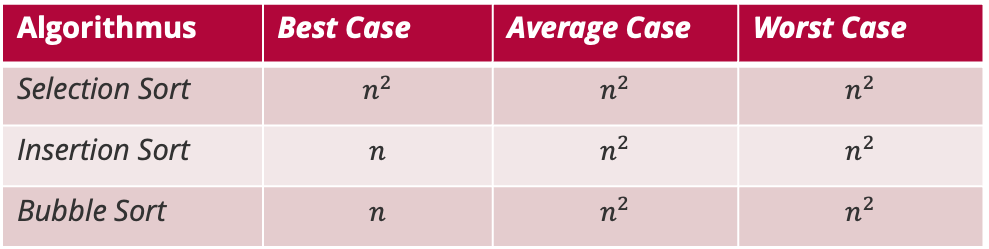 Algorithmus Best Case Average Case Worst Case
Selection Sort n² n² n²
Insertion Sort n n² n²
Bubble Sort n n² n²